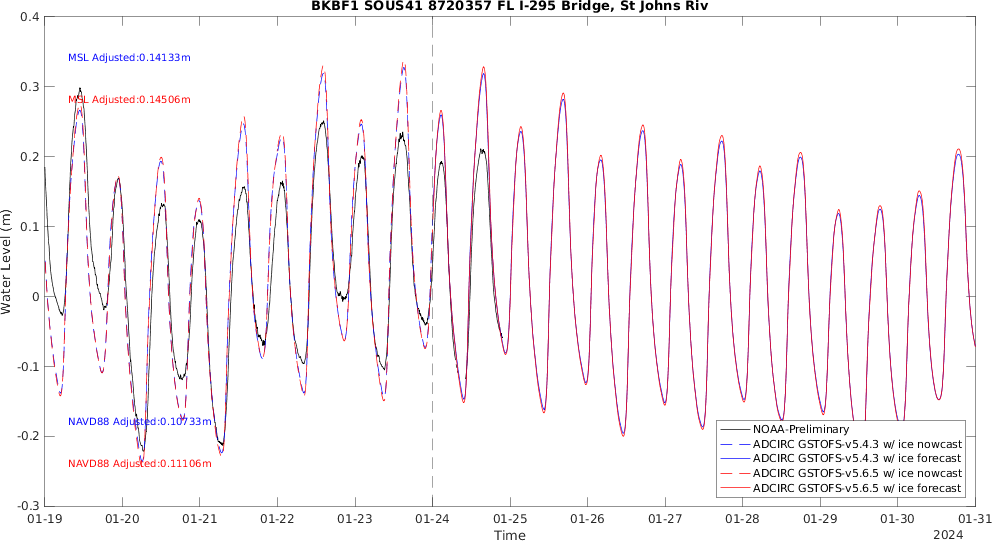 BKBF1 SOUS41 8720357 FL I-295 Bridge, St Johns Riv
0.4
0.3
0.2
0.1
0
-0.1
-0.2
-0.3
Water Level (m)
MSL Adjusted:0.14133m
MSL Adjusted:0.14506m
NAVD88 Adjusted:0.10733m
NAVD88 Adjusted:0.11106m
NOAA-Preliminary
ADCIRC GSTOFS-v5.4.3 w/ ice nowcast
ADCIRC GSTOFS-v5.4.3 w/ ice forecast
ADCIRC GSTOFS-v5.6.5 w/ ice nowcast
ADCIRC GSTOFS-v5.6.5 w/ ice forecast
01-19 01-20 01-21 01-22 01-23 01-24 01-25 01-26 01-27 01-28 01-29 01-30 01-31
Time
2024